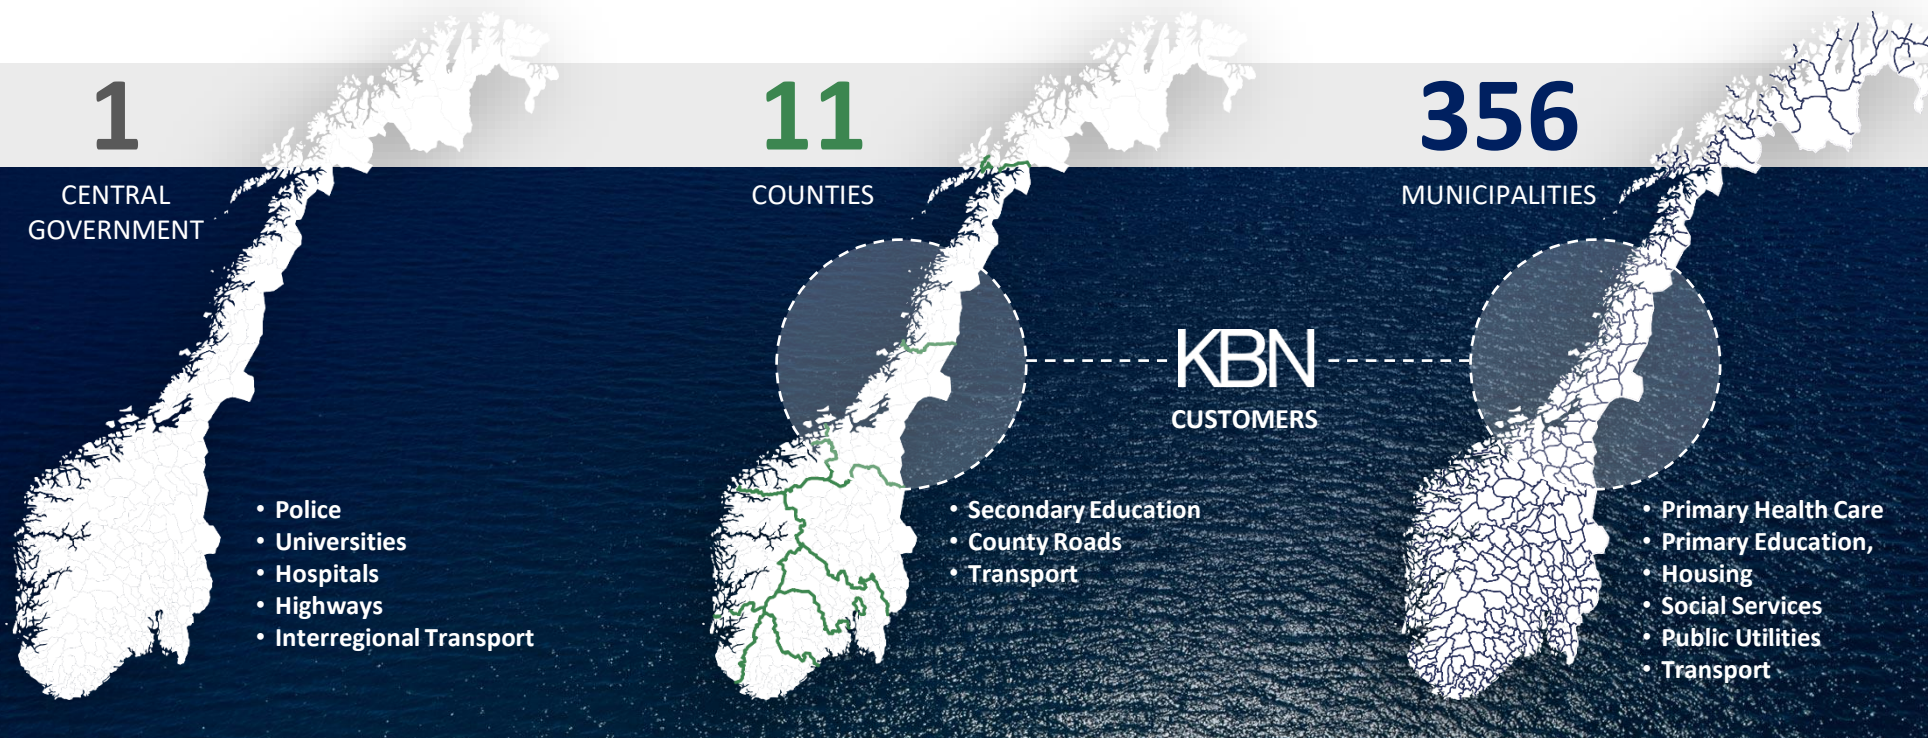 1
CENTRAL
GOVERNMENT
• Police
• Universities
• Hospitals
• Highways
• Interregional Transport
11
COUNTIES
• Secondary Education
• County Roads
• Transport
KBN
CUSTOMERS
356
MUNICIPALITIES
• Primary Health Care
• Primary Education,
• Housing
• Social Services
• Public Utilities
• Transport